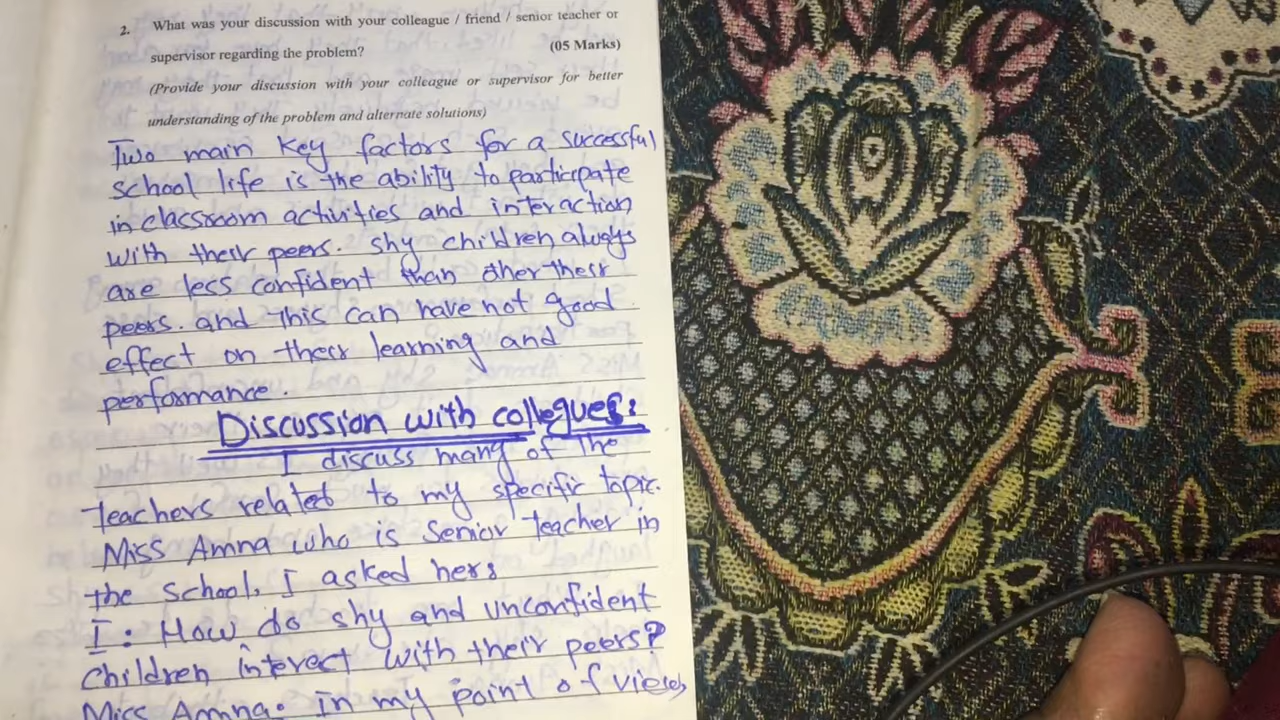 2. What was your discussion with your colleague / friend / senior teacher or
supervisor regarding the problem? (05 Marks)
(Provide your discussion with your colleague or supervisor for better
understanding of the problem and alternate solutions)
Two main key factors for a successful
school life is the ability to participate
in classroom activities and interaction
with their peers. shy children always
are less confident than other their
peers. and this can have not good
effect on their learning and
performance.
Discussion with collegues:
I discuss many of the
teachers related to my specific topic.
Miss Amna who is Senior teacher in
the school, I asked her:
I: How do shy and unconfident
children interect with their peers?
Miss Amna: in my point of view,